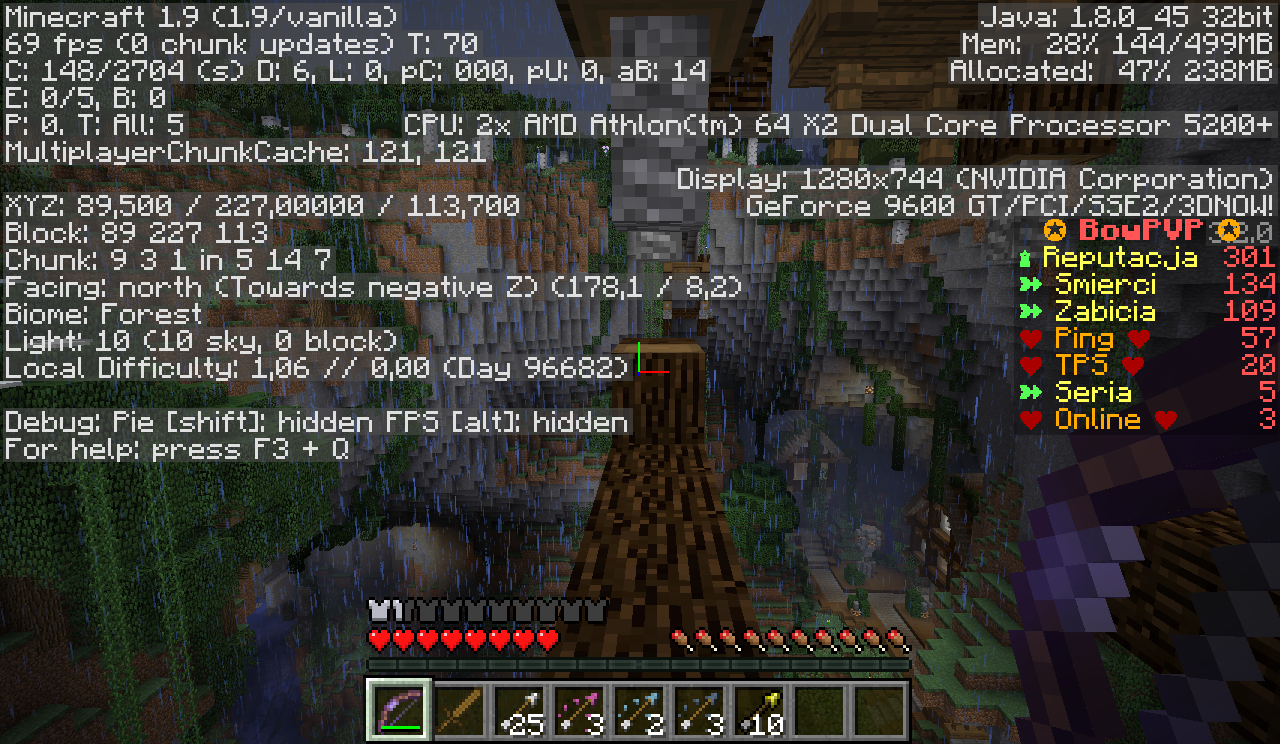 Minecraft 1.9 (1.9/vanilla)
69 fps (0 chunk updates) T: 70
C: 148/2704 (s) D: 6, L: 0, pC: 000, pU: 0, aB: 14
E: 0/5, B: 0
P: 0. T: All: 5
MultiplayerChunkCache: 121, 121
XYZ: 89,500 / 227,00000 / 113,700
Block: 89 227 113
Chunk: 9 3 1 in 5 14 7
Facing: north (Towards negative Z) (178,1 / 8,2)
Biome: Forest
Light: 10 (10 sky, 0 block)
Local Difficulty: 1,06 // 0,00 (Day 96682)
Debug: Pie [shift]: hidden FPS [alt]: hidden
For help: press F3 + Q
Java: 1.8.0_45 32bit
Mem: 28% 144/499MB
Allocated: 47% 238MB
CPU: 2x AMD Athlon(tm) 64 X2 Dual Core Processor 5200+
Display: 1280x744 (NVIDIA Corporation)
GeForce 9600 GT/PCI/SSE2/3DNOW!
BowPVP
Reputacja 301
Smierci 134
Zabicia 109
Ping 57
TPS 20
Seria 5
Online 3
25 3 2 3 10